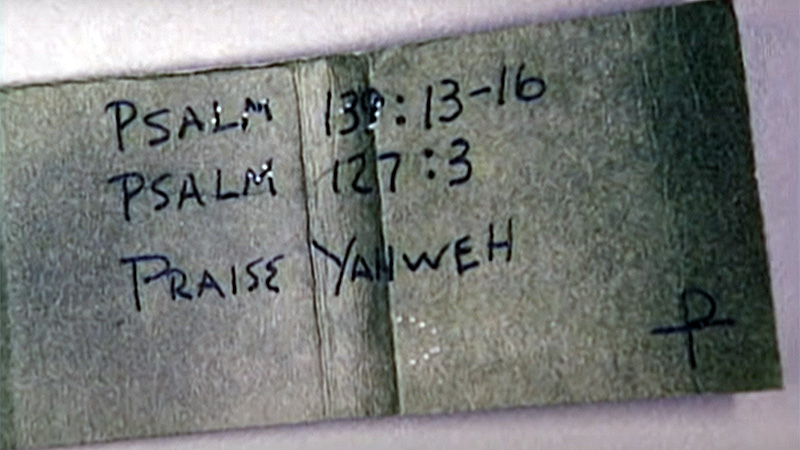 PSALM 139:13-16
PSALM 127:3
PRAISE YAHWEH
P